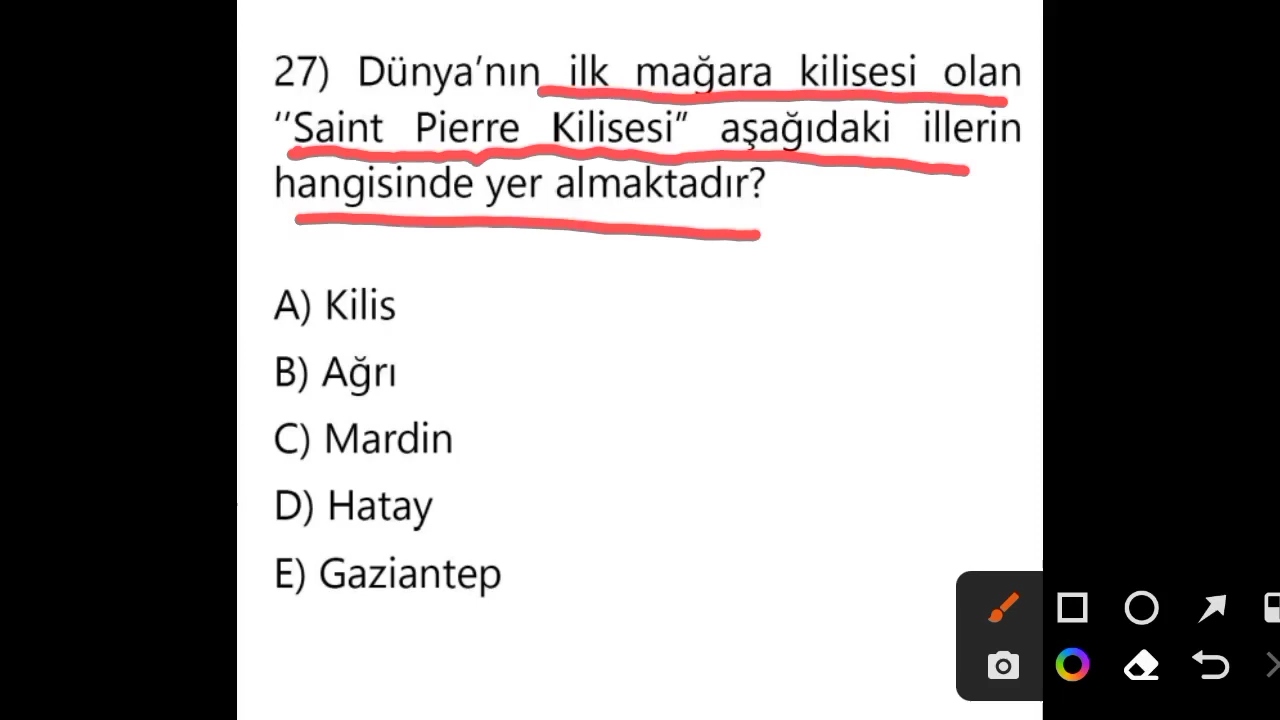 27) Dünya’nın ilk mağara kilisesi olan
‘‘Saint Pierre Kilisesi” aşağıdaki illerin
hangisinde yer almaktadır?
A) Kilis
B) Ağrı
C) Mardin
D) Hatay
E) Gaziantep